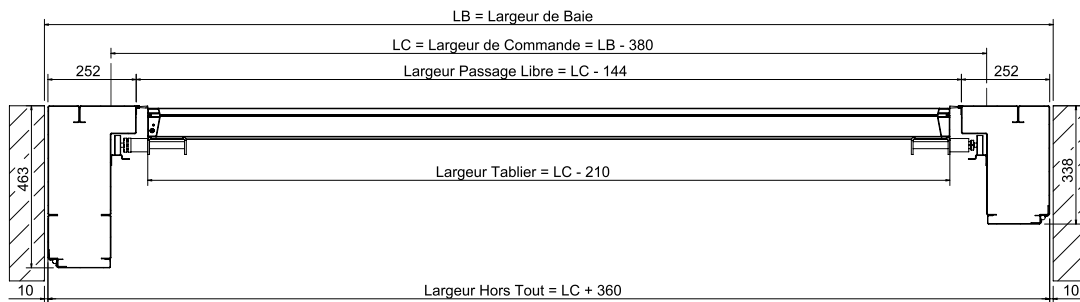 LB = Largeur de Baie
LC = Largeur de Commande = LB - 380
252
Largeur Passage Libre = LC - 144
252
463
Largeur Tablier = LC - 210
338
10
Largeur Hors Tout = LC + 360
10